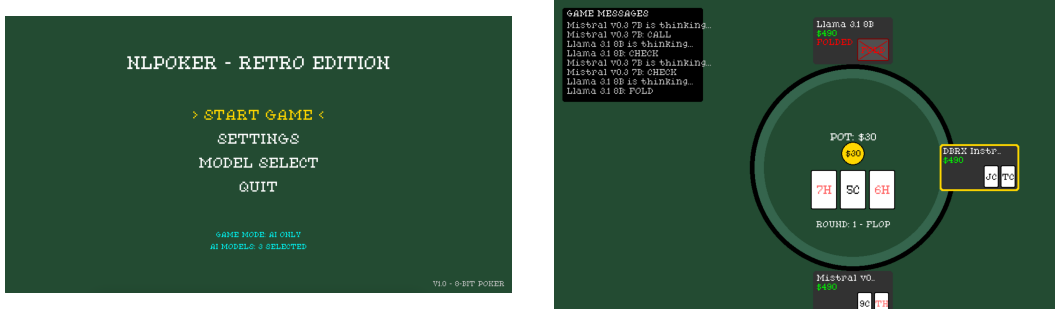 NLPOKER - RETRO EDITION
> START GAME <
SETTINGS
MODEL SELECT
QUIT
GAME MODE: AI ONLY
AI MODELS: 3 SELECTED
V1.0 - 8-BIT POKER
GAME MESSAGES
Mistral v0.3 7B is thinking...
Mistral v0.3 7B: CALL
Llama 3.1 8B is thinking...
Llama 3.1 8B: CHECK
Mistral v0.3 7B is thinking...
Mistral v0.3 7B: CHECK
Llama 3.1 8B is thinking...
Llama 3.1 8B: FOLD
Llama 3.1 8B
$490
FOLDED
POT: $30
$30
7H 5C 6H
ROUND: 1 - FLOP
DBRX Instr..
$490
JC TC
Mistral v0..
$490
9C TH